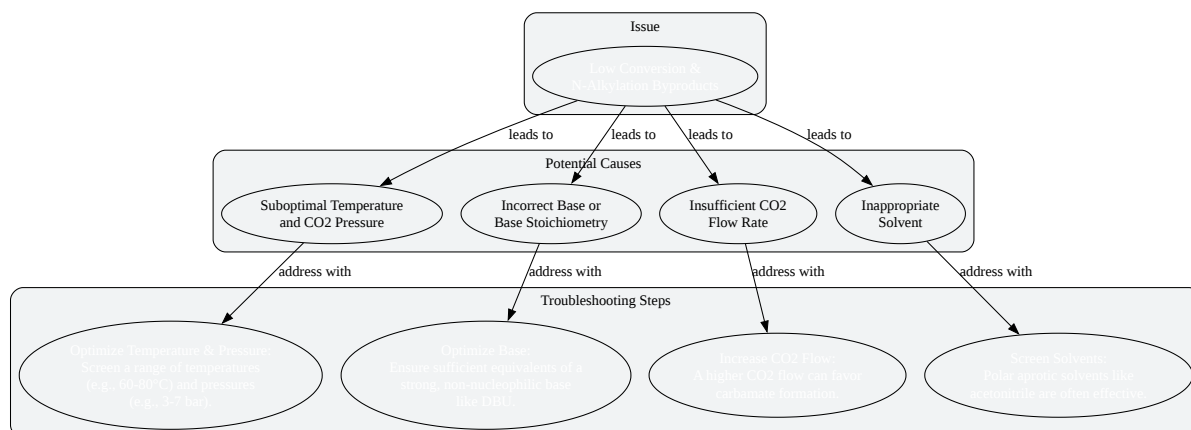 Issue
Low Conversion &
N-Alkylation Byproducts
leads to
leads to
leads to
leads to
Potential Causes
Suboptimal Temperature
and CO2 Pressure
Incorrect Base or
Base Stoichiometry
Insufficient CO2
Flow Rate
Inappropriate
Solvent
address with
address with
address with
address with
Troubleshooting Steps
Optimize Temperature & Pressure:
Screen a range of temperatures
(e.g., 60-80°C) and pressures
(e.g., 3-7 bar).
Optimize Base:
Ensure sufficient equivalents of a
strong, non-nucleophilic base
like DBU.
Increase CO2 Flow:
A higher CO2 flow can favor
carbamate formation.
Screen Solvents:
Polar aprotic solvents like
acetonitrile are often effective.